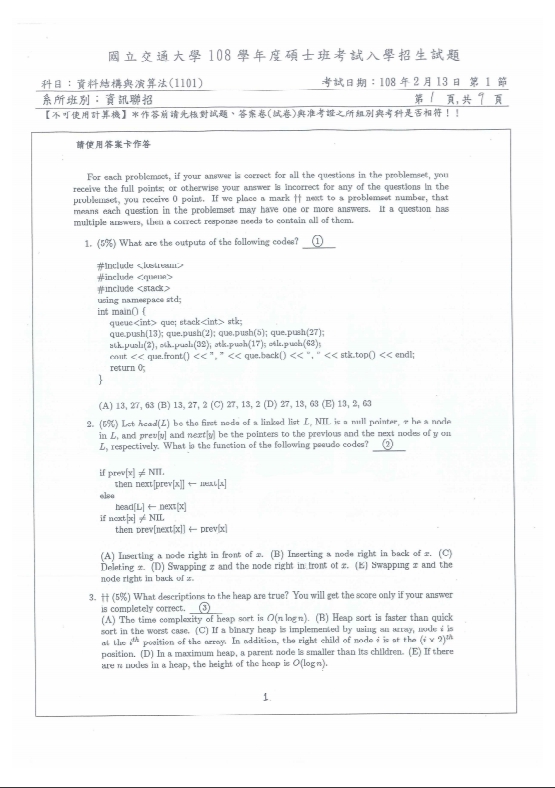 國立交通大學 108 學年度碩士班考試入學招生試題
科目：資料結構與演算法(1101) 考試日期：108 年 2 月 13 日 第 1 節
系所班別：資訊聯招 第 1 頁,共 9 頁
【不可使用計算機】*作答前請先核對試題、答案卷(試卷)與准考證之所組別與考科是否相符！！
請使用答案卡作答
For each problemset, if your answer is correct for all the questions in the problemset, you
receive the full points; or otherwise your answer is incorrect for any of the questions in the
problemset, you receive 0 point. If we place a mark †† next to a problemset number, that
means each question in the problemset may have one or more answers. If a question has
multiple answers, then a correct response needs to contain all of them.
1. (5%) What are the outputs of the following codes? ①
#include <iostream>
#include <queue>
#include <stack>
using namespace std;
int main() {
queue<int> que; stack<int> stk;
que.push(13); que.push(2); que.push(5); que.push(27);
stk.push(2), stk.push(32); stk.push(17); stk.push(63);
cout << que.front() << ", " << que.back() << ", " << stk.top() << endl;
return 0;
}
(A) 13, 27, 63 (B) 13, 27, 2 (C) 27, 13, 2 (D) 27, 13, 63 (E) 13, 2, 63
2. (5%) Let head(L) be the first node of a linked list L, NIL is a null pointer, x be a node
in L, and prev[y] and next[y] be the pointers to the previous and the next nodes of y on
L, respectively. What is the function of the following pseudo codes? ②
if prev[x] ≠ NIL
then next[prev[x]] ← next[x]
else
head[L] ← next[x]
if next[x] ≠ NIL
then prev[next[x]] ← prev[x]
(A) Inserting a node right in front of x. (B) Inserting a node right in back of x. (C)
Deleting x. (D) Swapping x and the node right in front of x. (E) Swapping x and the
node right in back of x.
3. †† (5%) What descriptions to the heap are true? You will get the score only if your answer
is completely correct. ③
(A) The time complexity of heap sort is O(n log n). (B) Heap sort is faster than quick
sort in the worst case. (C) If a binary heap is implemented by using an array, node i is
at the i^th position of the array. In addition, the right child of node i is at the (i × 2)^th
position. (D) In a maximum heap, a parent node is smaller than its children. (E) If there
are n nodes in a heap, the height of the heap is O(log n).
1